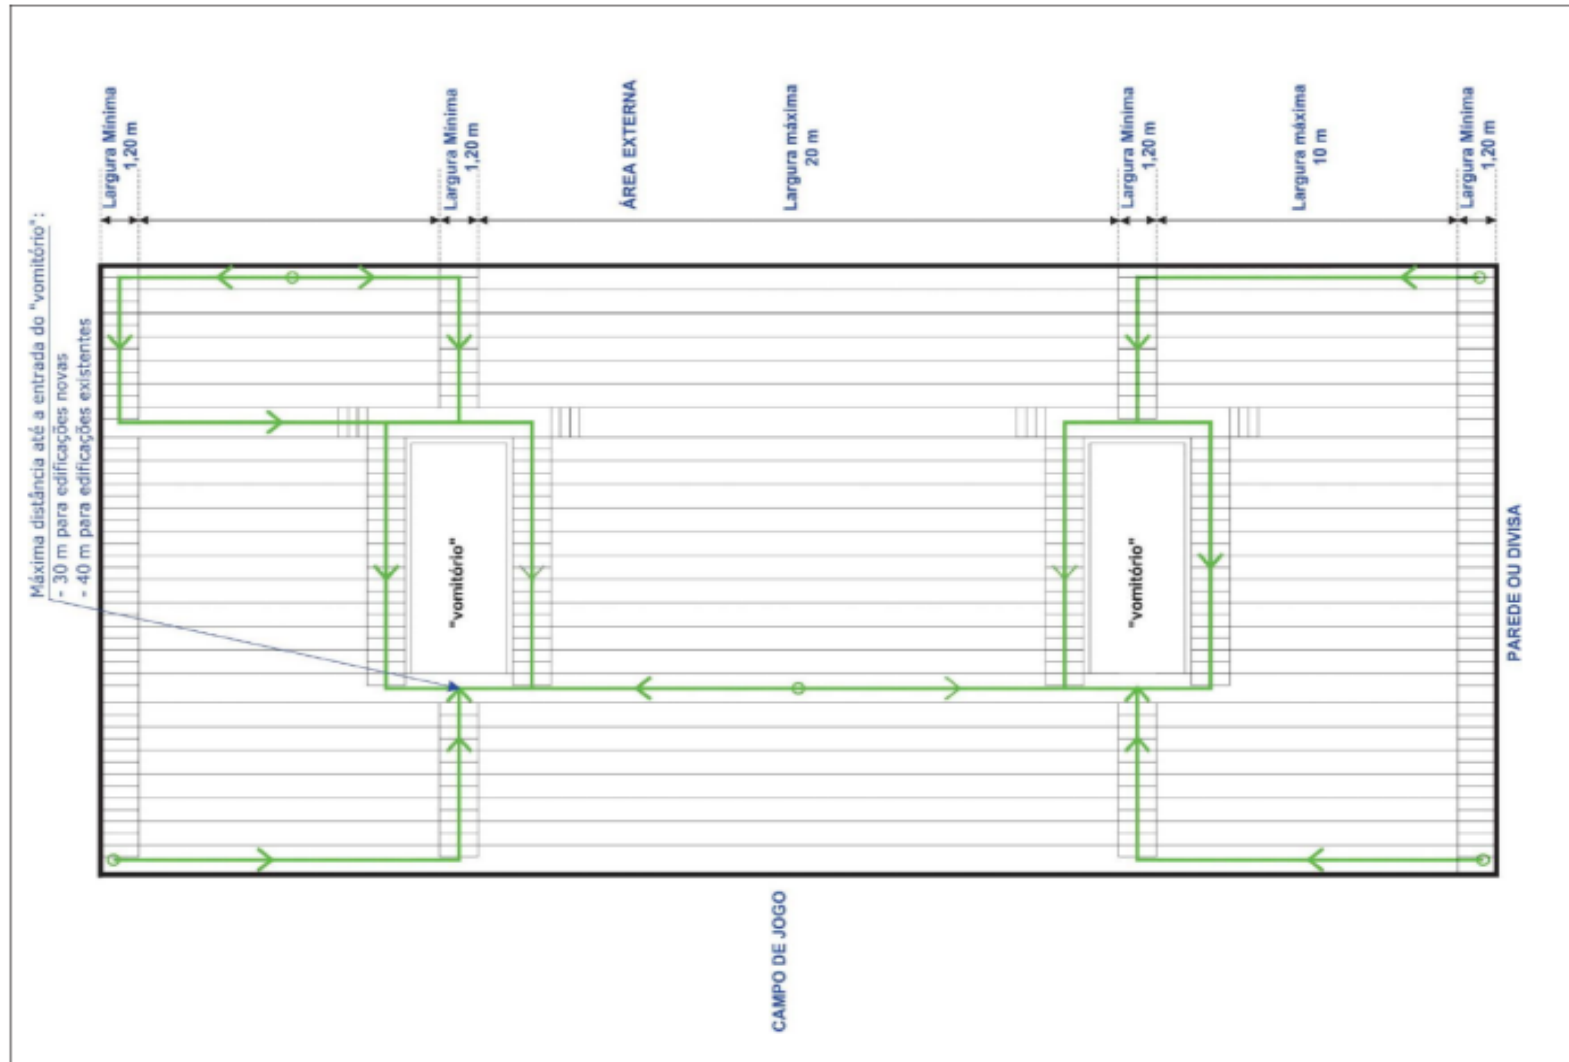 Máxima distância até a entrada do "vomitório":
- 30 m para edificações novas
- 40 m para edificações existentes
Largura Mínima
1,20 m
Largura Mínima
1,20 m
ÁREA EXTERNA
Largura máxima
20 m
Largura Mínima
1,20 m
Largura máxima
10 m
Largura Mínima
1,20 m
"vomitório"
"vomitório"
PAREDE OU DIVISA
CAMPO DE JOGO